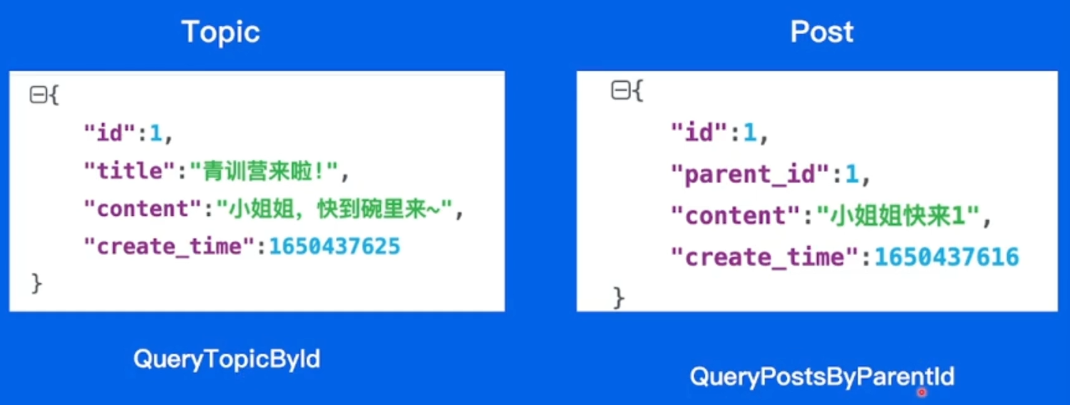 Topic
{
"id":1,
"title":"青训营来啦!",
"content":"小姐姐，快到碗里来~",
"create_time":1650437625
}
QueryTopicById
Post
{
"id":1,
"parent_id":1,
"content":"小姐姐快来1",
"create_time":1650437616
}
QueryPostsByParentId